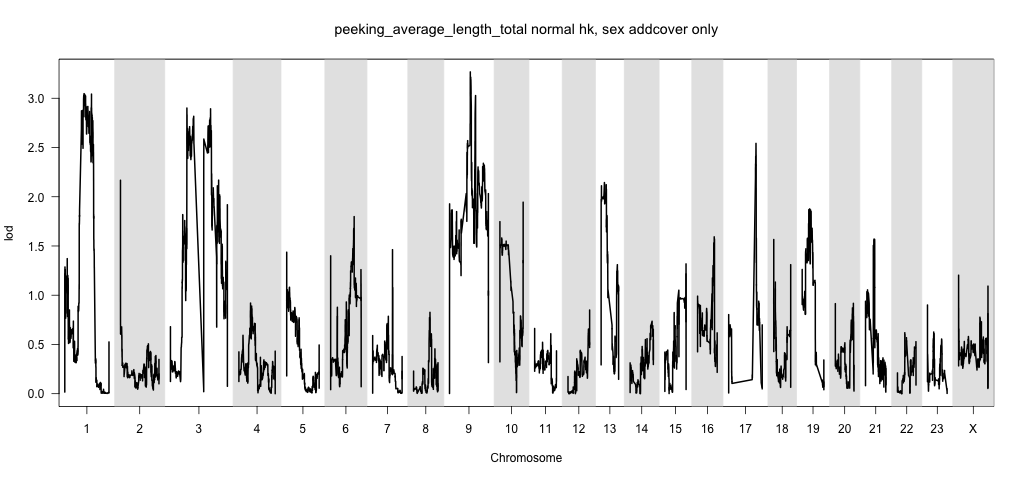 peeking_average_length_total normal hk, sex addcover only
lod
3.0
2.5
2.0
1.5
1.0
0.5
0.0
1 2 3 4 5 6 7 8 9 10 11 12 13 14 15 16 17 18 19 20 21 22 23 X
Chromosome